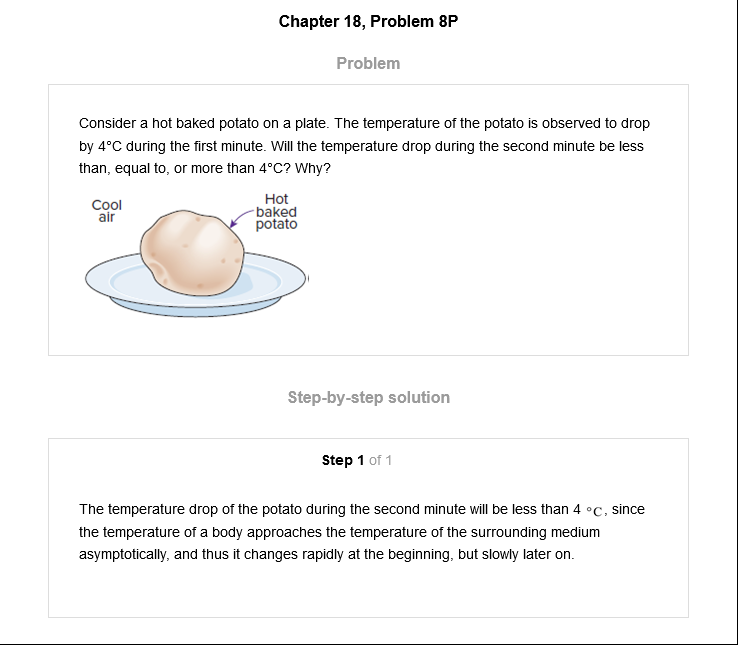 Chapter 18, Problem 8P
Problem
Consider a hot baked potato on a plate. The temperature of the potato is observed to drop
by 4°C during the first minute. Will the temperature drop during the second minute be less
than, equal to, or more than 4°C? Why?
Cool
air
Hot
baked
potato
Step-by-step solution
Step 1 of 1
The temperature drop of the potato during the second minute will be less than 4 °C, since
the temperature of a body approaches the temperature of the surrounding medium
asymptotically, and thus it changes rapidly at the beginning, but slowly later on.